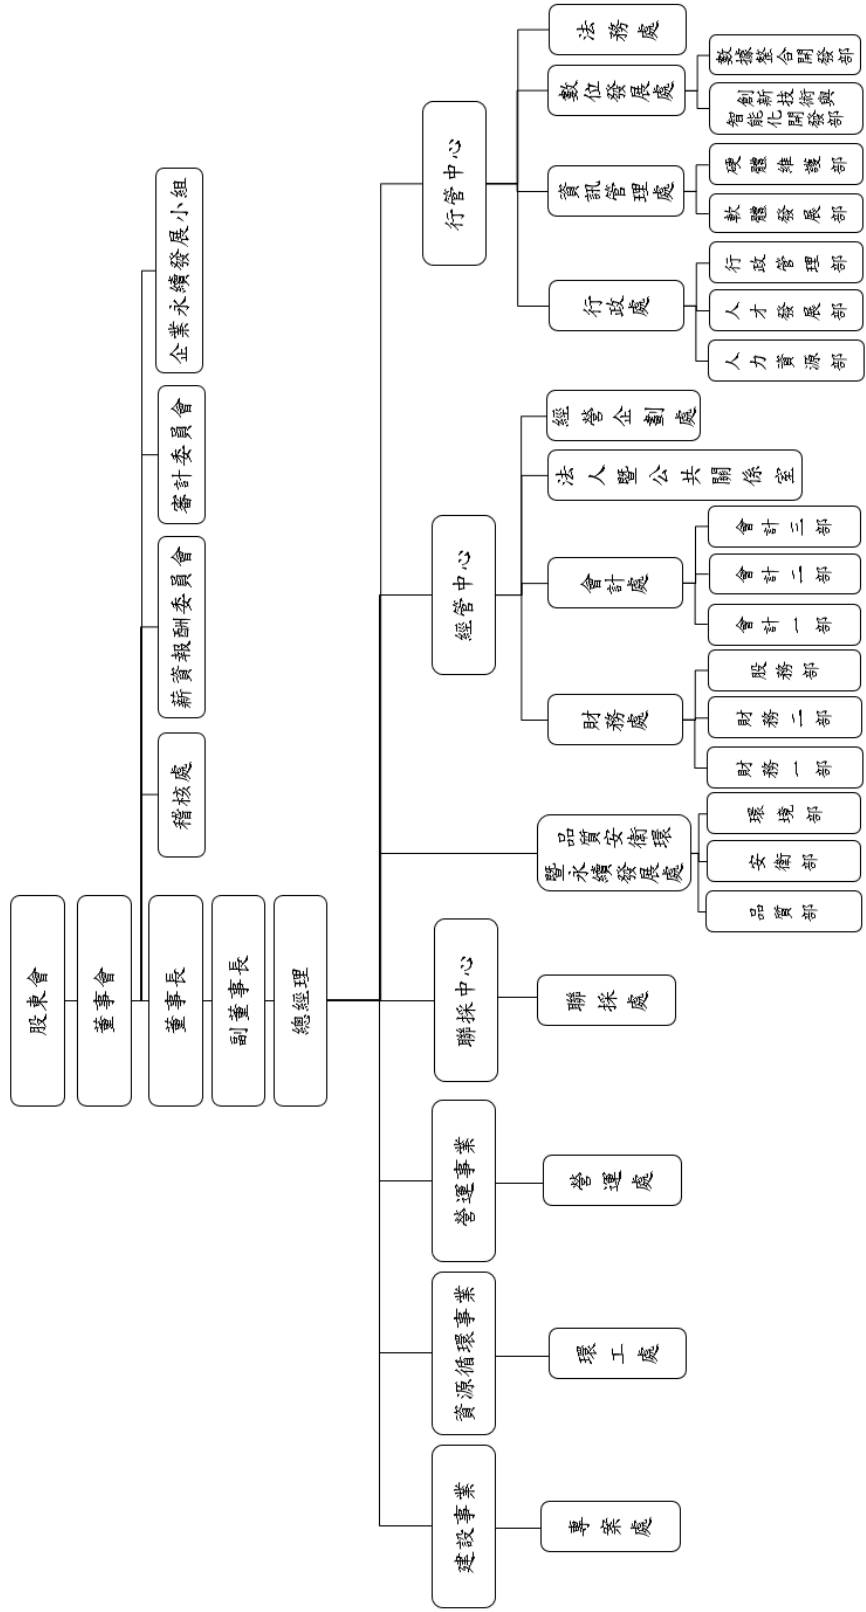 股東會
董事會
企業永續發展小組
審計委員會
薪資報酬委員會
稽核處
董事長
副董事長
總經理
建設事業
資源循環事業
營運事業
聯採中心
經管中心
行管中心
專案處
環工處
營運處
聯採處
品質安衛環
暨永續發展處
財務處
會計處
法人暨公共關係室
經營企劃處
行政處
資訊管理處
數位發展處
法務處
品質部
安衛部
環境部
財務一部
財務二部
股務部
會計一部
會計二部
會計三部
人力資源部
人才發展部
行政管理部
軟體發展部
硬體維護部
創新技術與
智能化開發部
數據整合開發部